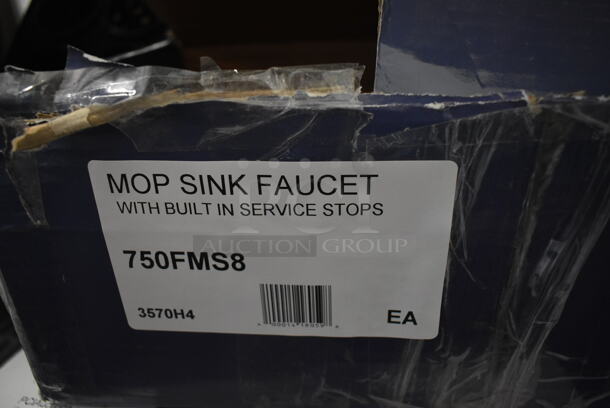 MOP SINK FAUCET
WITH BUILT IN SERVICE STOPS
AUCTION GROUP
750FMS8
3570H4
EA